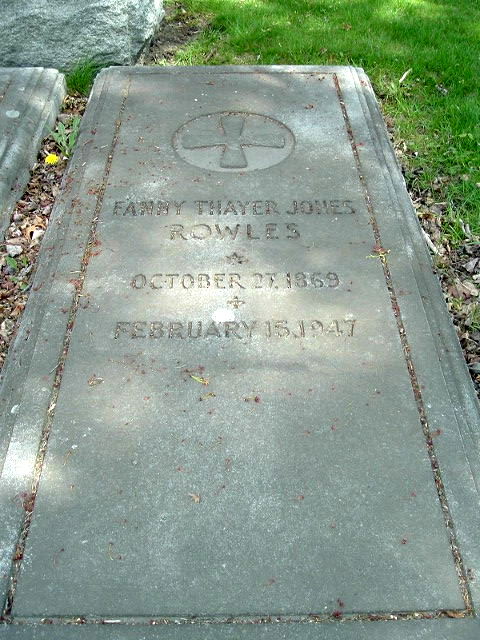 FANNY THAYER JONES
ROWLES
OCTOBER 27, 1869
FEBRUARY 15, 1947